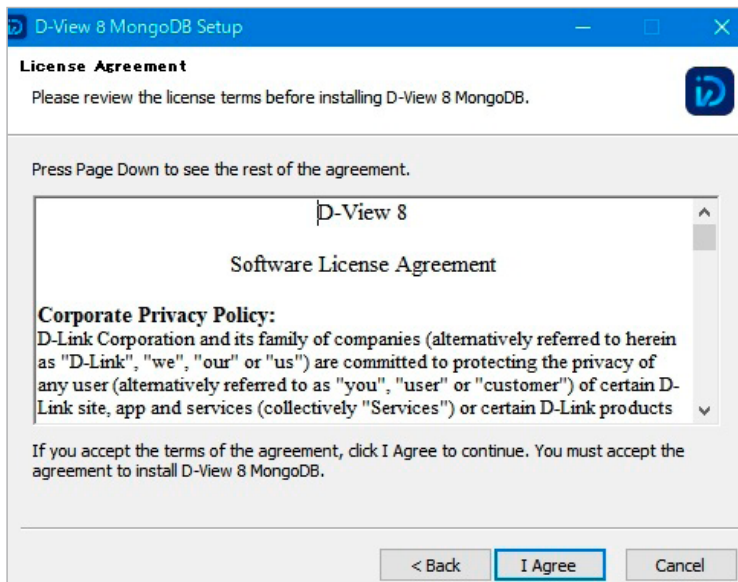 D-View 8 MongoDB Setup
License Agreement
Please review the license terms before installing D-View 8 MongoDB.
Press Page Down to see the rest of the agreement.
D-View 8
Software License Agreement
Corporate Privacy Policy:
D-Link Corporation and its family of companies (alternatively referred to herein
as "D-Link", "we", "our" or "us") are committed to protecting the privacy of
any user (alternatively referred to as "you", "user" or "customer") of certain D-
Link site, app and services (collectively "Services") or certain D-Link products
If you accept the terms of the agreement, click I Agree to continue. You must accept the
agreement to install D-View 8 MongoDB.
< Back
I Agree
Cancel